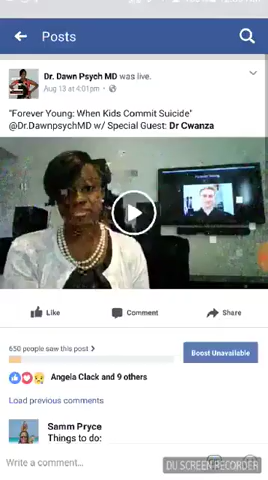 Posts
Dr. Dawn Psych MD was live.
Aug 13 at 4:01pm •
"Forever Young: When Kids Commit Suicide"
@Dr.DawnpsychMD w/ Special Guest: Dr Cwanza
Like
Comment
Share
650 people saw this post
Boost Unavailable
Angela Clack and 9 others
Load previous comments
Samm Pryce
Things to do:
Write a comment...
DU SCREEN RECORDER